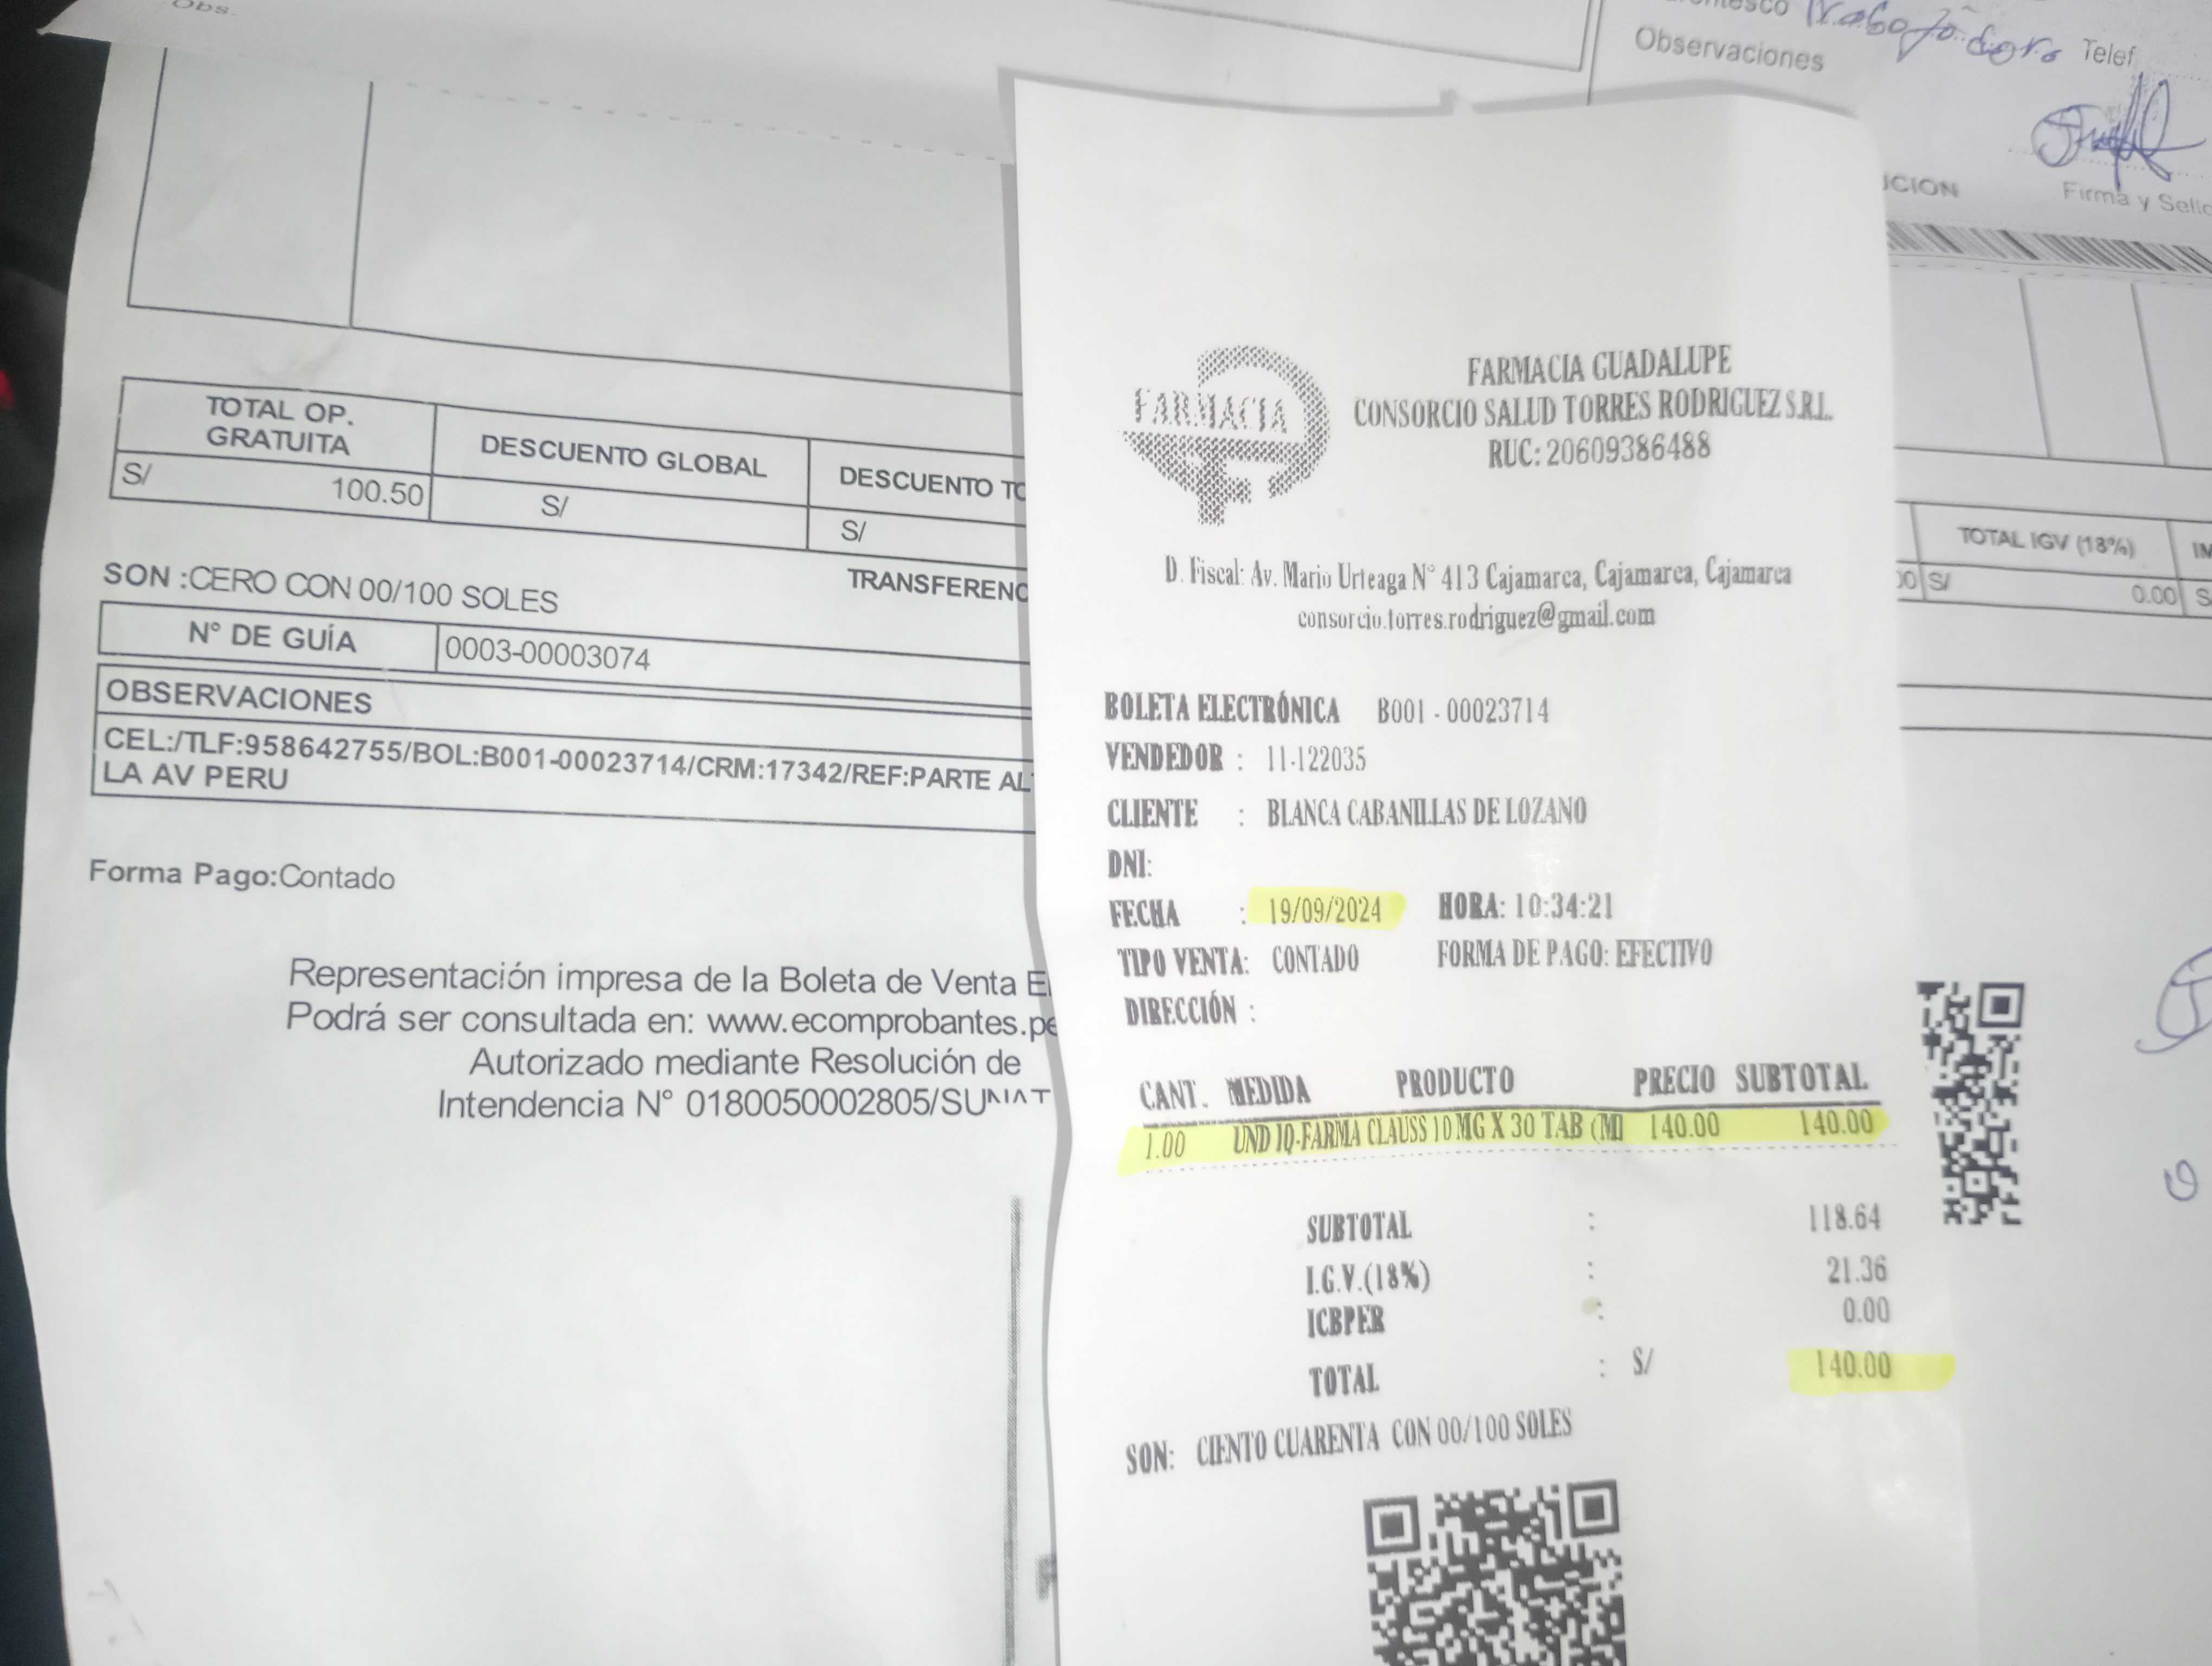 Obs.
TOTAL OP.
GRATUITA
DESCUENTO GLOBAL
DESCUENTO TO
S/ 100.50
S/
S/
SON :CERO CON 00/100 SOLES
TRANSFERENC
N° DE GUÍA 0003-00003074
OBSERVACIONES
CEL:/TLF:958642755/BOL:B001-00023714/CRM:17342/REF:PARTE AL
LA AV PERU
Forma Pago:Contado
Representación impresa de la Boleta de Venta E
Podrá ser consultada en: www.ecomprobantes.pe
Autorizado mediante Resolución de
Intendencia N° 0180050002805/SUNAT
FARMACIA
FARMACIA GUADALUPE
CONSORCIO SALUD TORRES RODRIGUEZ S.R.L.
RUC: 20609386488
D. Fiscal: Av. Mario Urteaga N° 413 Cajamarca, Cajamarca, Cajamarca
consorcio.torres.rodriguez@gmail.com
BOLETA ELECTRÓNICA B001 - 00023714
VENDEDOR : 11-122035
CLIENTE : BLANCA CABANILLAS DE LOZANO
DNI:
FECHA : 19/09/2024 HORA: 10:34:21
TIPO VENTA: CONTADO FORMA DE PAGO: EFECTIVO
DIRECCIÓN :
CANT. MEDIDA PRODUCTO PRECIO SUBTOTAL
1.00 UND IQ-FARMA CLAUSS 10 MG X 30 TAB (M 140.00 140.00
SUBTOTAL : 118.64
I.G.V.(18%) : 21.36
ICBPER : 0.00
TOTAL : S/ 140.00
SON: CIENTO CUARENTA CON 00/100 SOLES
Telef
Observaciones
UCION
Firma y Sello
TOTAL IGV (18%) IM
00 S/ 0.00 S